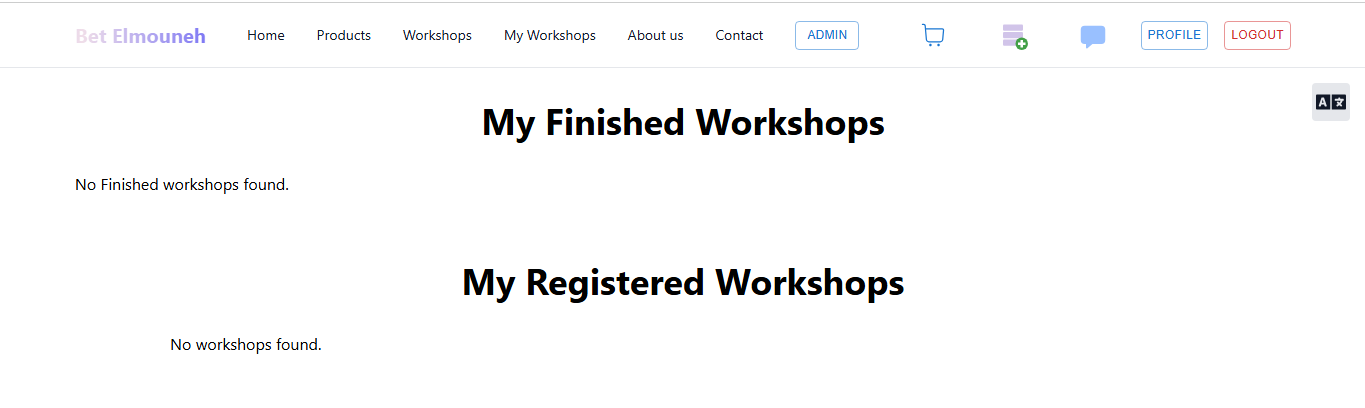 Bet Elmouneh Home Products Workshops My Workshops About us Contact ADMIN PROFILE LOGOUT
A 文
My Finished Workshops
No Finished workshops found.
My Registered Workshops
No workshops found.